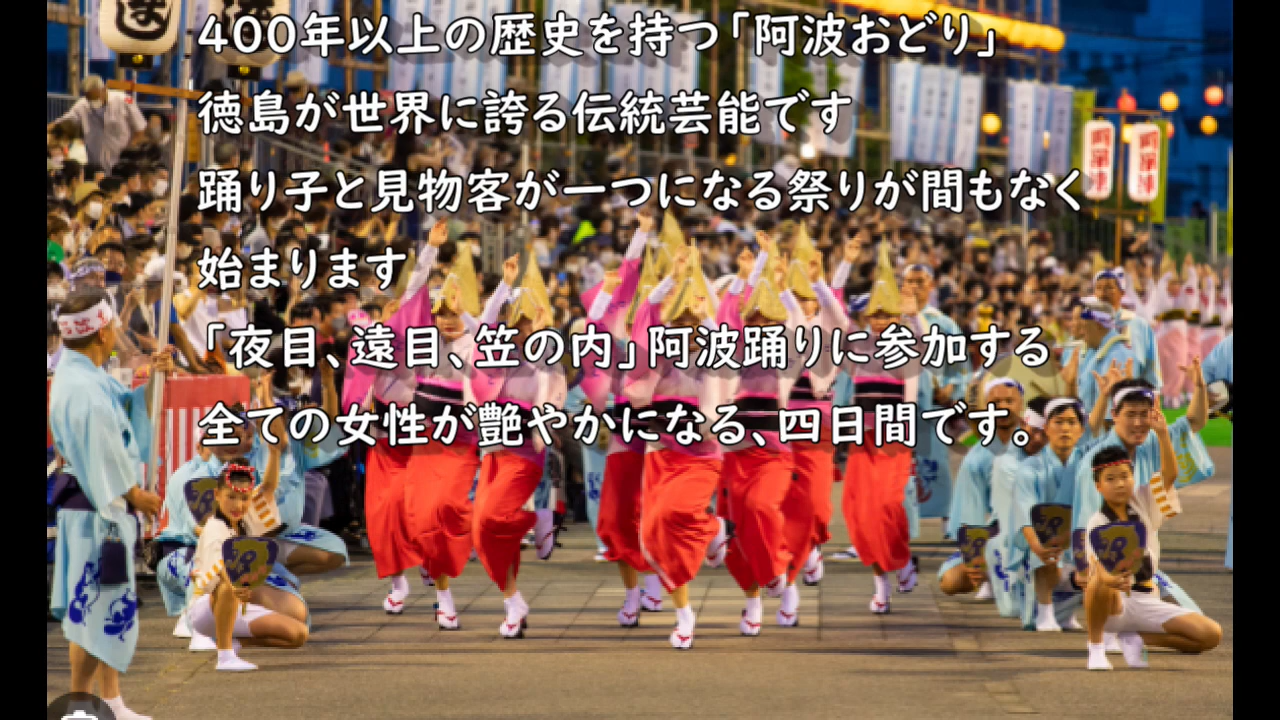 400年以上の歴史を持つ「阿波おどり」
徳島が世界に誇る伝統芸能です
踊り子と見物客が一つになる祭りが間もなく
始まります
「夜目、遠目、笠の内」阿波踊りに参加する
全ての女性が艶やかになる、四日間です。